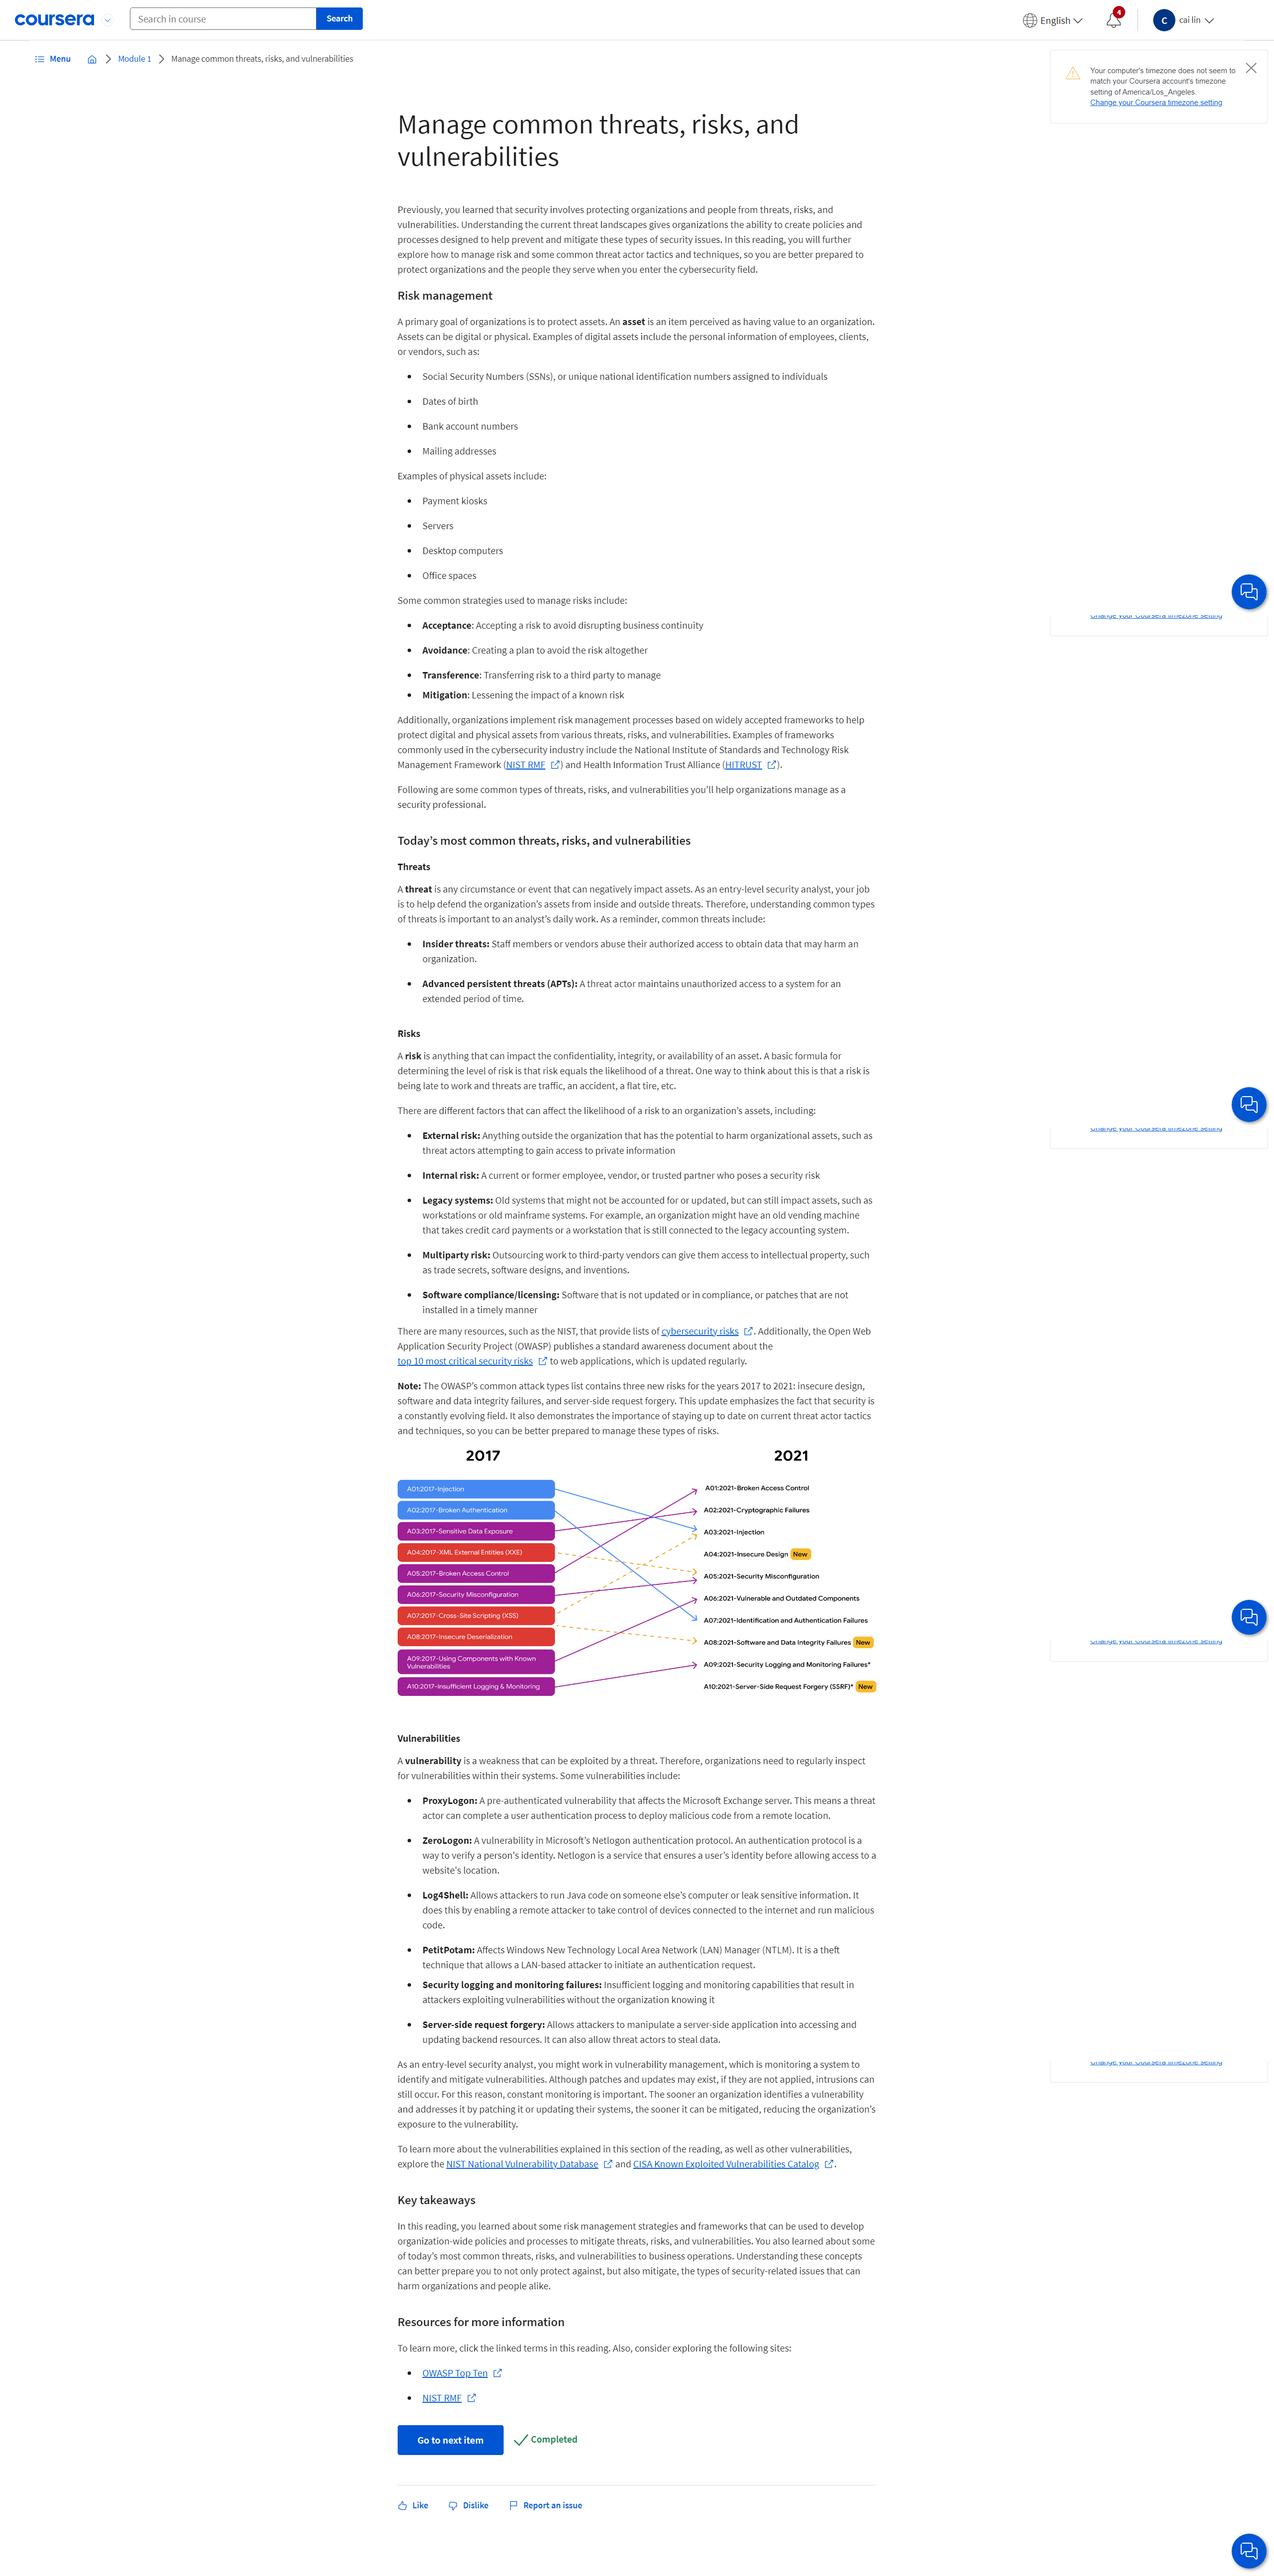 coursera
Search in course
Search
English
4
C
cai lin
Menu
Module 1
Manage common threats, risks, and vulnerabilities
Your computer's timezone does not seem to
match your Coursera account's timezone
setting of America/Los_Angeles.
Change your Coursera timezone setting
Manage common threats, risks, and
vulnerabilities
Previously, you learned that security involves protecting organizations and people from threats, risks, and
vulnerabilities. Understanding the current threat landscapes gives organizations the ability to create policies and
processes designed to help prevent and mitigate these types of security issues. In this reading, you will further
explore how to manage risk and some common threat actor tactics and techniques, so you are better prepared to
protect organizations and the people they serve when you enter the cybersecurity field.
Risk management
A primary goal of organizations is to protect assets. An asset is an item perceived as having value to an organization.
Assets can be digital or physical. Examples of digital assets include the personal information of employees, clients,
or vendors, such as:
Social Security Numbers (SSNs), or unique national identification numbers assigned to individuals
Dates of birth
Bank account numbers
Mailing addresses
Examples of physical assets include:
Payment kiosks
Servers
Desktop computers
Office spaces
Some common strategies used to manage risks include:
Change your Coursera timezone setting
Acceptance: Accepting a risk to avoid disrupting business continuity
Avoidance: Creating a plan to avoid the risk altogether
Transference: Transferring risk to a third party to manage
Mitigation: Lessening the impact of a known risk
Additionally, organizations implement risk management processes based on widely accepted frameworks to help
protect digital and physical assets from various threats, risks, and vulnerabilities. Examples of frameworks
commonly used in the cybersecurity industry include the National Institute of Standards and Technology Risk
Management Framework (NIST RMF ) and Health Information Trust Alliance (HITRUST ).
Following are some common types of threats, risks, and vulnerabilities you'll help organizations manage as a
security professional.
Today's most common threats, risks, and vulnerabilities
Threats
A threat is any circumstance or event that can negatively impact assets. As an entry-level security analyst, your job
is to help defend the organization's assets from inside and outside threats. Therefore, understanding common types
of threats is important to an analyst's daily work. As a reminder, common threats include:
Insider threats: Staff members or vendors abuse their authorized access to obtain data that may harm an
organization.
Advanced persistent threats (APTs): A threat actor maintains unauthorized access to a system for an
extended period of time.
Risks
A risk is anything that can impact the confidentiality, integrity, or availability of an asset. A basic formula for
determining the level of risk is that risk equals the likelihood of a threat. One way to think about this is that a risk is
being late to work and threats are traffic, an accident, a flat tire, etc.
There are different factors that can affect the likelihood of a risk to an organization's assets, including:
Change your Coursera timezone setting
External risk: Anything outside the organization that has the potential to harm organizational assets, such as
threat actors attempting to gain access to private information
Internal risk: A current or former employee, vendor, or trusted partner who poses a security risk
Legacy systems: Old systems that might not be accounted for or updated, but can still impact assets, such as
workstations or old mainframe systems. For example, an organization might have an old vending machine
that takes credit card payments or a workstation that is still connected to the legacy accounting system.
Multiparty risk: Outsourcing work to third-party vendors can give them access to intellectual property, such
as trade secrets, software designs, and inventions.
Software compliance/licensing: Software that is not updated or in compliance, or patches that are not
installed in a timely manner
There are many resources, such as the NIST, that provide lists of cybersecurity risks . Additionally, the Open Web
Application Security Project (OWASP) publishes a standard awareness document about the
top 10 most critical security risks to web applications, which is updated regularly.
Note: The OWASP's common attack types list contains three new risks for the years 2017 to 2021: insecure design,
software and data integrity failures, and server-side request forgery. This update emphasizes the fact that security is
a constantly evolving field. It also demonstrates the importance of staying up to date on current threat actor tactics
and techniques, so you can be better prepared to manage these types of risks.
2017
2021
A01:2017-Injection
A02:2017-Broken Authentication
A03:2017-Sensitive Data Exposure
A04:2017-XML External Entities (XXE)
A05:2017-Broken Access Control
A06:2017-Security Misconfiguration
A07:2017-Cross-Site Scripting (XSS)
A08:2017-Insecure Deserialization
A09:2017-Using Components with Known
Vulnerabilities
A10:2017-Insufficient Logging & Monitoring
A01:2021-Broken Access Control
A02:2021-Cryptographic Failures
A03:2021-Injection
A04:2021-Insecure Design New
A05:2021-Security Misconfiguration
A06:2021-Vulnerable and Outdated Components
A07:2021-Identification and Authentication Failures
A08:2021-Software and Data Integrity Failures New
A09:2021-Security Logging and Monitoring Failures*
A10:2021-Server-Side Request Forgery (SSRF)* New
Change your Coursera timezone setting
Vulnerabilities
A vulnerability is a weakness that can be exploited by a threat. Therefore, organizations need to regularly inspect
for vulnerabilities within their systems. Some vulnerabilities include:
ProxyLogon: A pre-authenticated vulnerability that affects the Microsoft Exchange server. This means a threat
actor can complete a user authentication process to deploy malicious code from a remote location.
ZeroLogon: A vulnerability in Microsoft's Netlogon authentication protocol. An authentication protocol is a
way to verify a person's identity. Netlogon is a service that ensures a user's identity before allowing access to a
website's location.
Log4Shell: Allows attackers to run Java code on someone else's computer or leak sensitive information. It
does this by enabling a remote attacker to take control of devices connected to the internet and run malicious
code.
PetitPotam: Affects Windows New Technology Local Area Network (LAN) Manager (NTLM). It is a theft
technique that allows a LAN-based attacker to initiate an authentication request.
Security logging and monitoring failures: Insufficient logging and monitoring capabilities that result in
attackers exploiting vulnerabilities without the organization knowing it
Server-side request forgery: Allows attackers to manipulate a server-side application into accessing and
updating backend resources. It can also allow threat actors to steal data.
Change your Coursera timezone setting
As an entry-level security analyst, you might work in vulnerability management, which is monitoring a system to
identify and mitigate vulnerabilities. Although patches and updates may exist, if they are not applied, intrusions can
still occur. For this reason, constant monitoring is important. The sooner an organization identifies a vulnerability
and addresses it by patching it or updating their systems, the sooner it can be mitigated, reducing the organization's
exposure to the vulnerability.
To learn more about the vulnerabilities explained in this section of the reading, as well as other vulnerabilities,
explore the NIST National Vulnerability Database and CISA Known Exploited Vulnerabilities Catalog .
Key takeaways
In this reading, you learned about some risk management strategies and frameworks that can be used to develop
organization-wide policies and processes to mitigate threats, risks, and vulnerabilities. You also learned about some
of today's most common threats, risks, and vulnerabilities to business operations. Understanding these concepts
can better prepare you to not only protect against, but also mitigate, the types of security-related issues that can
harm organizations and people alike.
Resources for more information
To learn more, click the linked terms in this reading. Also, consider exploring the following sites:
OWASP Top Ten
NIST RMF
Go to next item
Completed
Like
Dislike
Report an issue